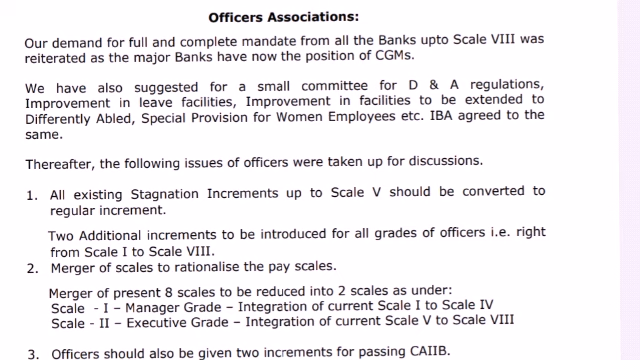 Officers Associations:
Our demand for full and complete mandate from all the Banks upto Scale VIII was
reiterated as the major Banks have now the position of CGMs.
We have also suggested for a small committee for D & A regulations,
Improvement in leave facilities, Improvement in facilities to be extended to
Differently Abled, Special Provision for Women Employees etc. IBA agreed to the
same.
Thereafter, the following issues of officers were taken up for discussions.
1. All existing Stagnation Increments up to Scale V should be converted to
regular increment.
Two Additional increments to be introduced for all grades of officers i.e. right
from Scale I to Scale VIII.
2. Merger of scales to rationalise the pay scales.
Merger of present 8 scales to be reduced into 2 scales as under:
Scale - I – Manager Grade – Integration of current Scale I to Scale IV
Scale - II – Executive Grade – Integration of current Scale V to Scale VIII
3. Officers should also be given two increments for passing CAIIB.